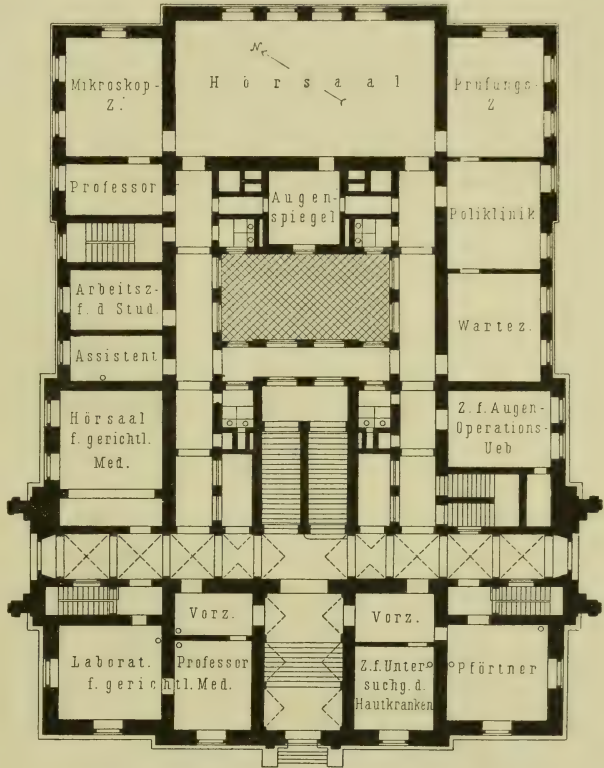 Hörsaal
Mikroskop-
Z.
Prüfungs-
Z
Professor
Augen-
spiegel
Poliklinik
Arbeitsz-
f. d Stud.
Wartez.
Assistent
Hörsaal
f. gerichtl.
Med.
Z. f. Augen-
Operations-
Ueb
Vorz.
Vorz.
Laborat.
f. gerichtl. Med.
Professor
Z. f. Unter-
suchg. d.
Hautkranken
Pförtner